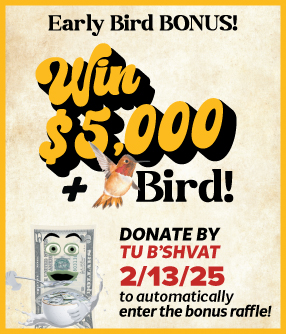 Early Bird BONUS!
Win
$5,000
+ Bird!
DONATE BY
TU B'SHVAT
2/13/25
to automatically
enter the bonus raffle!